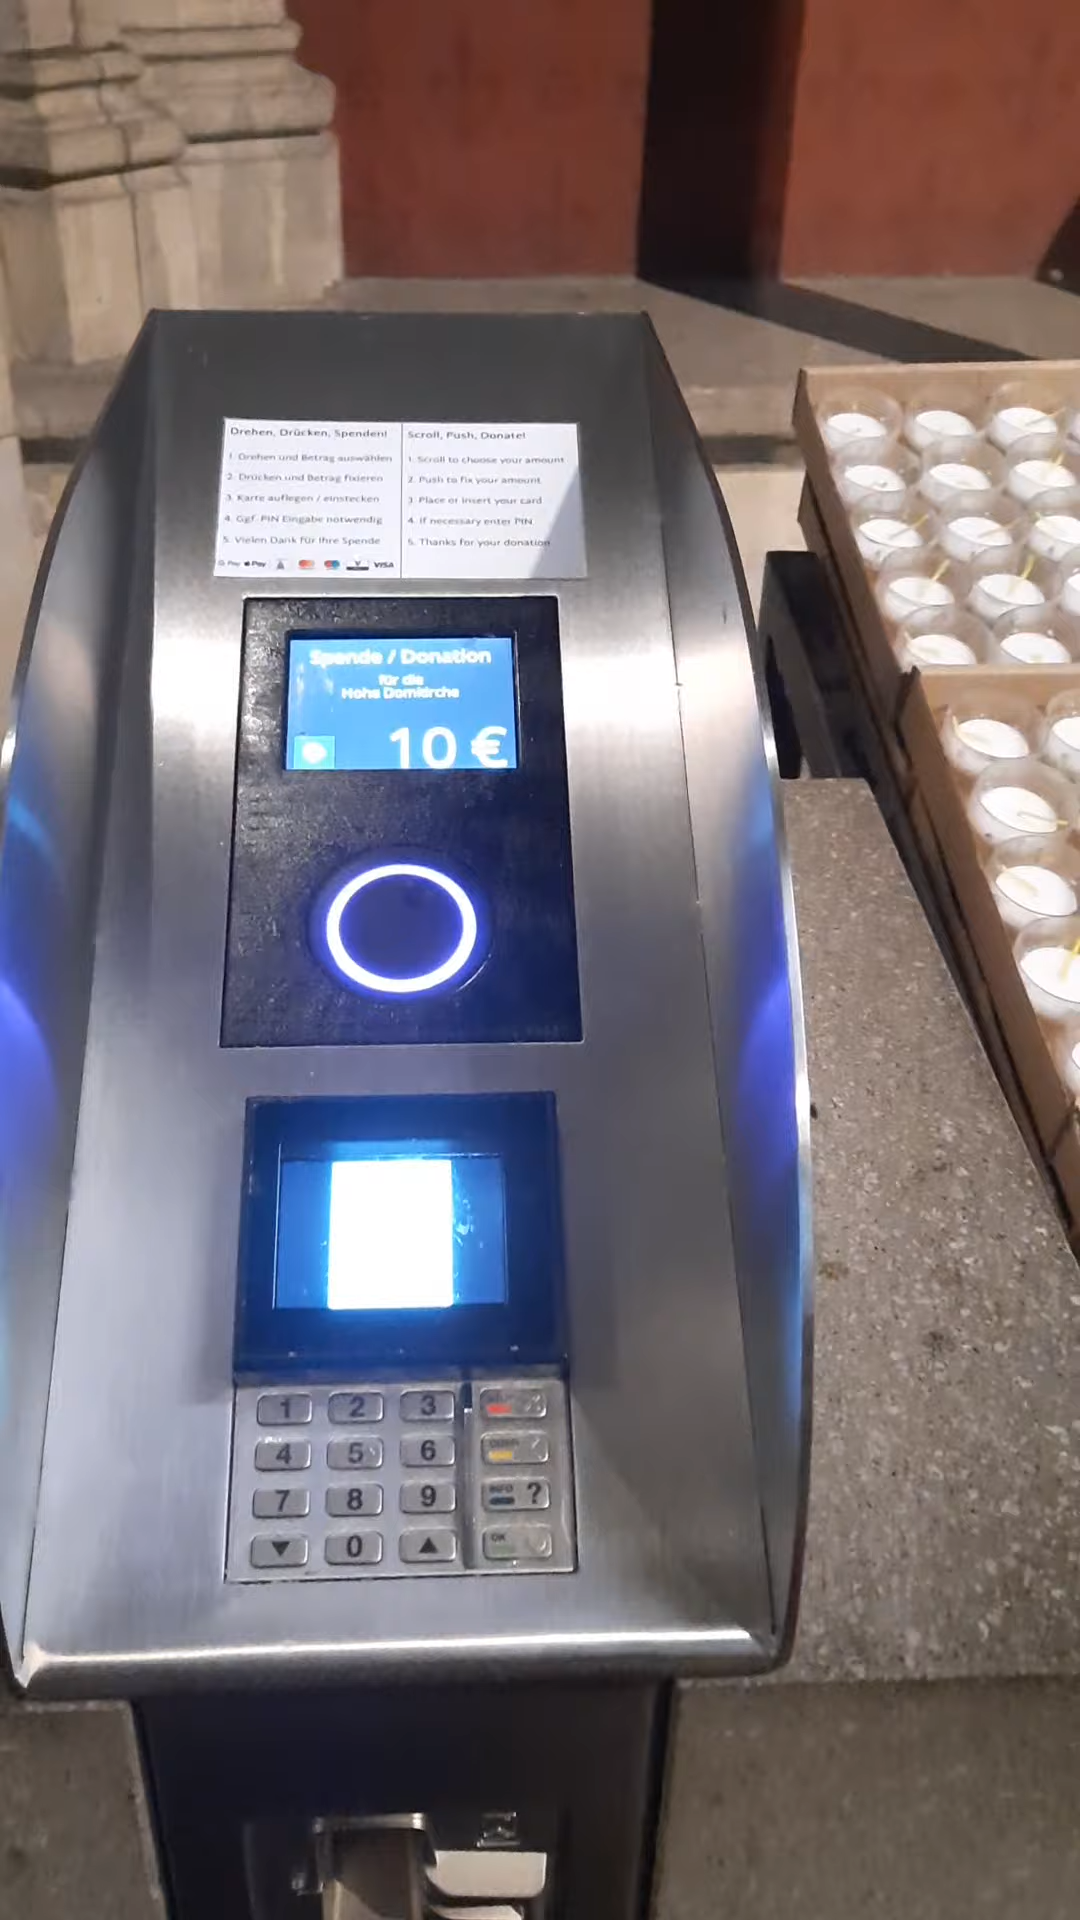 Drehen, Drücken, Spenden!
1. Drehen und Betrag auswählen
2. Drücken und Betrag fixieren
3. Karte auflegen / einstecken
4. Ggf. PIN Eingabe notwendig
5. Vielen Dank für Ihre Spende
G Pay Pay VISA
Scroll, Push, Donate!
1. Scroll to choose your amount
2. Push to fix your amount
3. Place or insert your card
4. If necessary enter PIN
5. Thanks for your donation
Spende / Donation
für die
Hohe Domkirche
10 €
1 2 3
4 5 6
7 8 9 INFO ?
0 OK